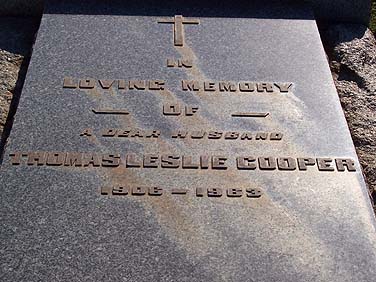 IN
LOVING MEMORY
— OF —
A DEAR HUSBAND
THOMAS LESLIE COOPER
1906 — 1963